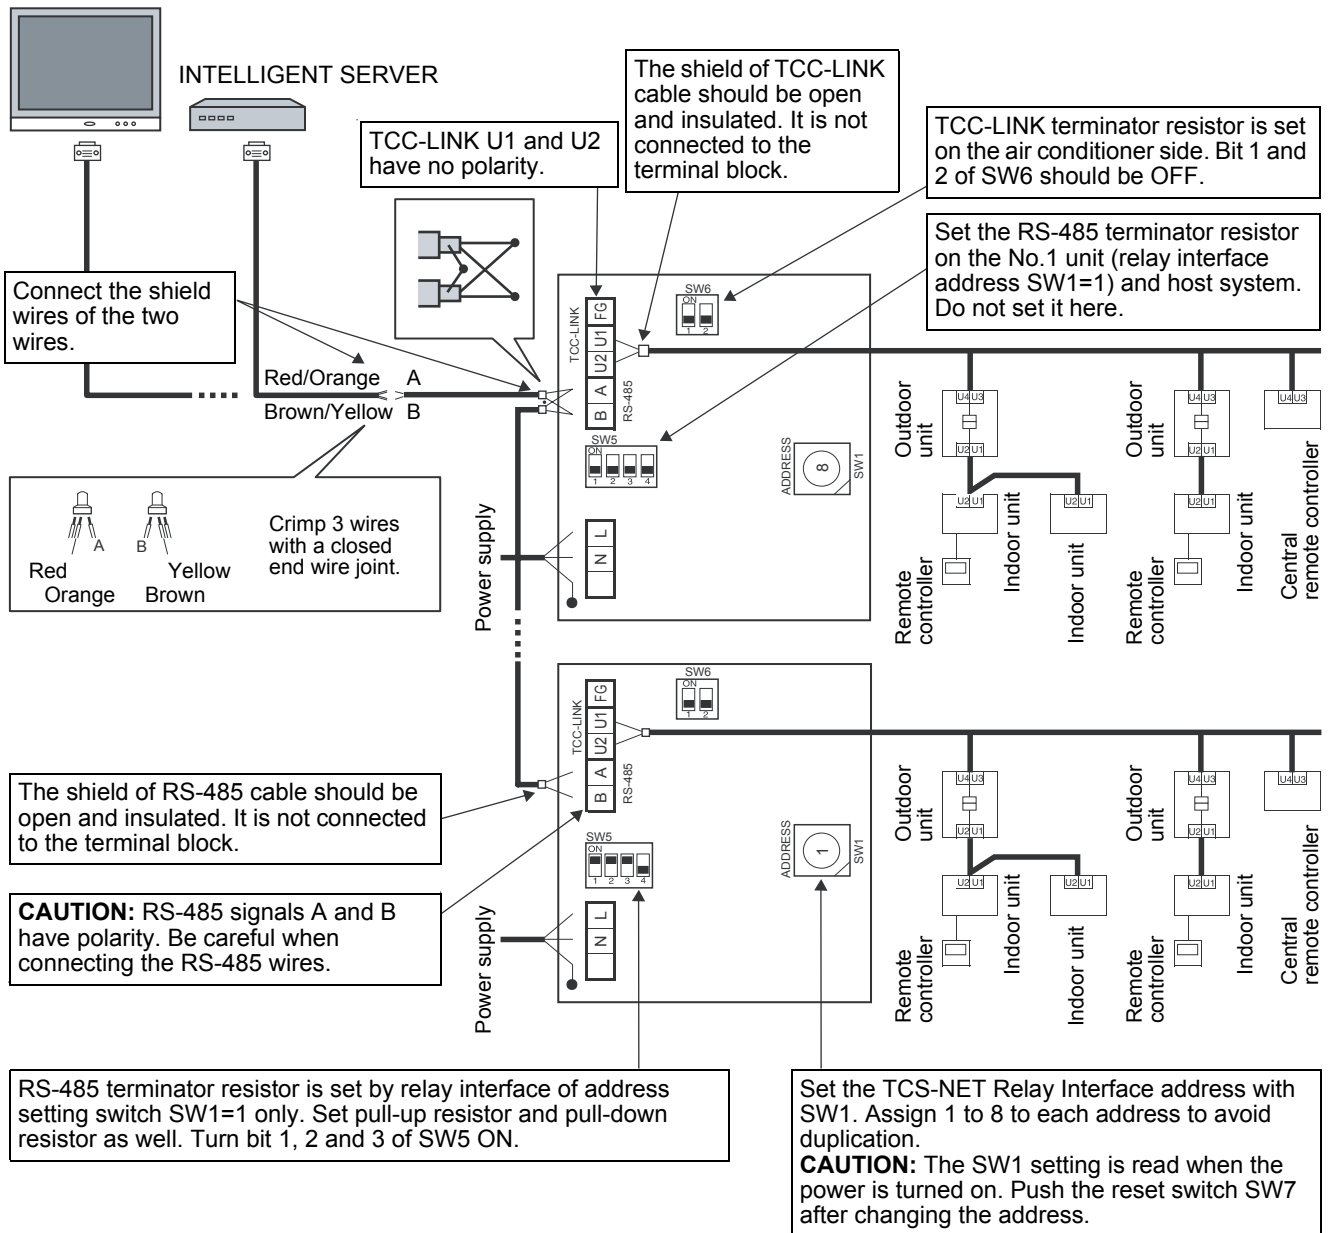 INTELLIGENT SERVER
The shield of TCC-LINK
cable should be open
and insulated. It is not
connected to the
terminal block.
TCC-LINK U1 and U2
have no polarity.
TCC-LINK terminator resistor is set
on the air conditioner side. Bit 1 and
2 of SW6 should be OFF.
Set the RS-485 terminator resistor
on the No.1 unit (relay interface
address SW1=1) and host system.
Do not set it here.
Connect the shield
wires of the two
wires.
Red/Orange A
Brown/Yellow B
A
B
Red
Orange
Yellow
Brown
Crimp 3 wires
with a closed
end wire joint.
TCC-LINK
FG
U1
U2
A
B
RS-485
SW6
ON
1 2
SW5
ON
1 2 3 4
ADDRESS
8
SW1
L
N
Power supply
Outdoor
unit
U4 U3
U2 U1
U2 U1
Indoor unit
Remote
controller
U2 U1
Indoor unit
Outdoor
unit
U4 U3
U2 U1
U2 U1
Indoor unit
Remote
controller
U4 U3
Central
remote controller
TCC-LINK
FG
U1
U2
A
B
RS-485
SW6
ON
1 2
SW5
ON
1 2 3 4
ADDRESS
1
SW1
L
N
Power supply
Outdoor
unit
U4 U3
U2 U1
U2 U1
Indoor unit
Remote
controller
U2 U1
Indoor unit
Outdoor
unit
U4 U3
U2 U1
U2 U1
Indoor unit
Remote
controller
U4 U3
Central
remote controller
The shield of RS-485 cable should be
open and insulated. It is not connected
to the terminal block.
CAUTION: RS-485 signals A and B
have polarity. Be careful when
connecting the RS-485 wires.
RS-485 terminator resistor is set by relay interface of address
setting switch SW1=1 only. Set pull-up resistor and pull-down
resistor as well. Turn bit 1, 2 and 3 of SW5 ON.
Set the TCS-NET Relay Interface address with
SW1. Assign 1 to 8 to each address to avoid
duplication.
CAUTION: The SW1 setting is read when the
power is turned on. Push the reset switch SW7
after changing the address.